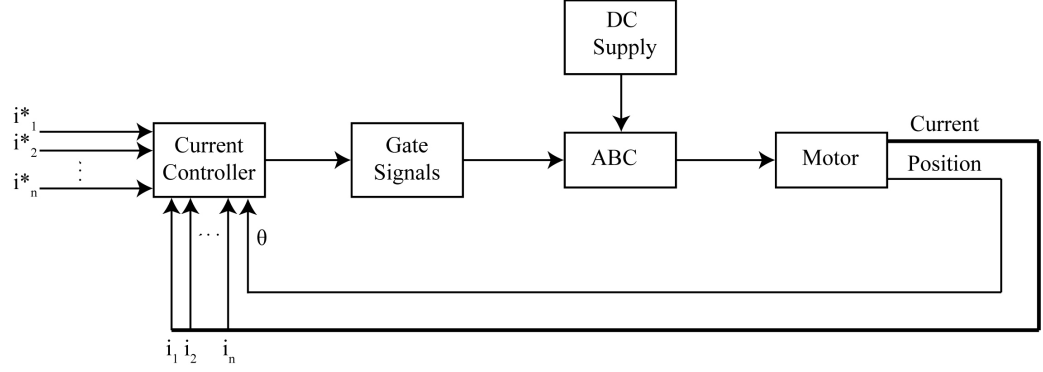 DC
Supply
i*₁
i*₂
⋮
i*ₙ
Current
Controller
Gate
Signals
ABC
Motor
Current
Position
...
θ
i₁ i₂ iₙ